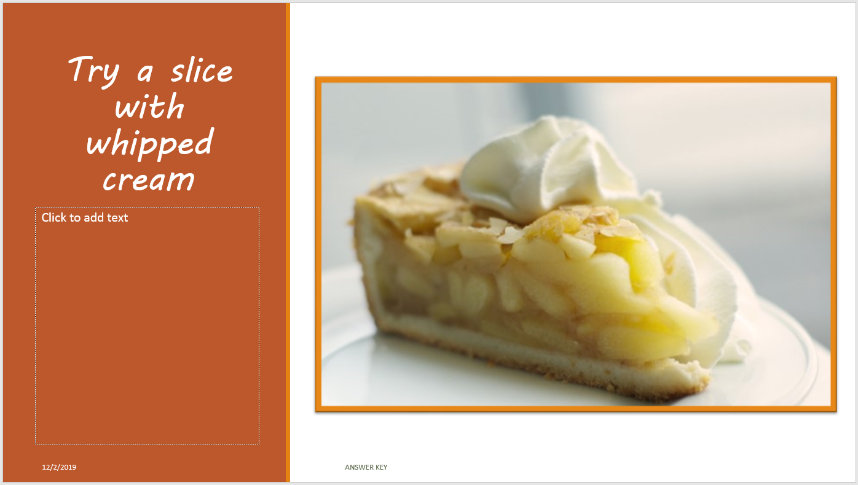 Try a slice
with
whipped
cream
Click to add text
12/2/2019
ANSWER KEY